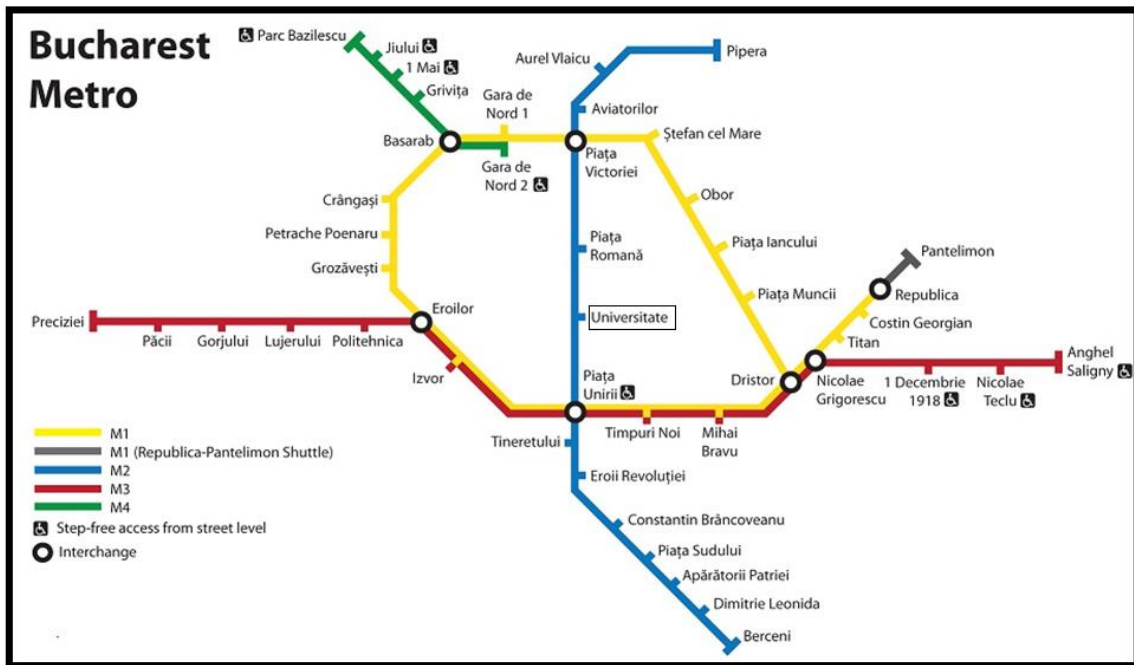 Bucharest
Metro
Parc Bazilescu
Jiului
1 Mai
Grivița
Basarab
Gara de
Nord 1
Gara de
Nord 2
Aurel Vlaicu
Pipera
Aviatorilor
Piața
Victoriei
Ștefan cel Mare
Obor
Piața Iancului
Piața Muncii
Crângași
Petrache Poenaru
Grozăvești
Piața
Romană
Universitate
Pantelimon
Republica
Costin Georgian
Titan
Preciziei
Păcii
Gorjului
Lujerului
Politehnica
Eroilor
Izvor
Piața
Unirii
Timpuri Noi
Mihai
Bravu
Dristor
Nicolae
Grigorescu
1 Decembrie
1918
Nicolae
Teclu
Anghel
Saligny
Tineretului
Eroii Revoluției
Constantin Brâncoveanu
Piața Sudului
Apărătorii Patriei
Dimitrie Leonida
Berceni
M1
M1 (Republica-Pantelimon Shuttle)
M2
M3
M4
Step-free access from street level
Interchange